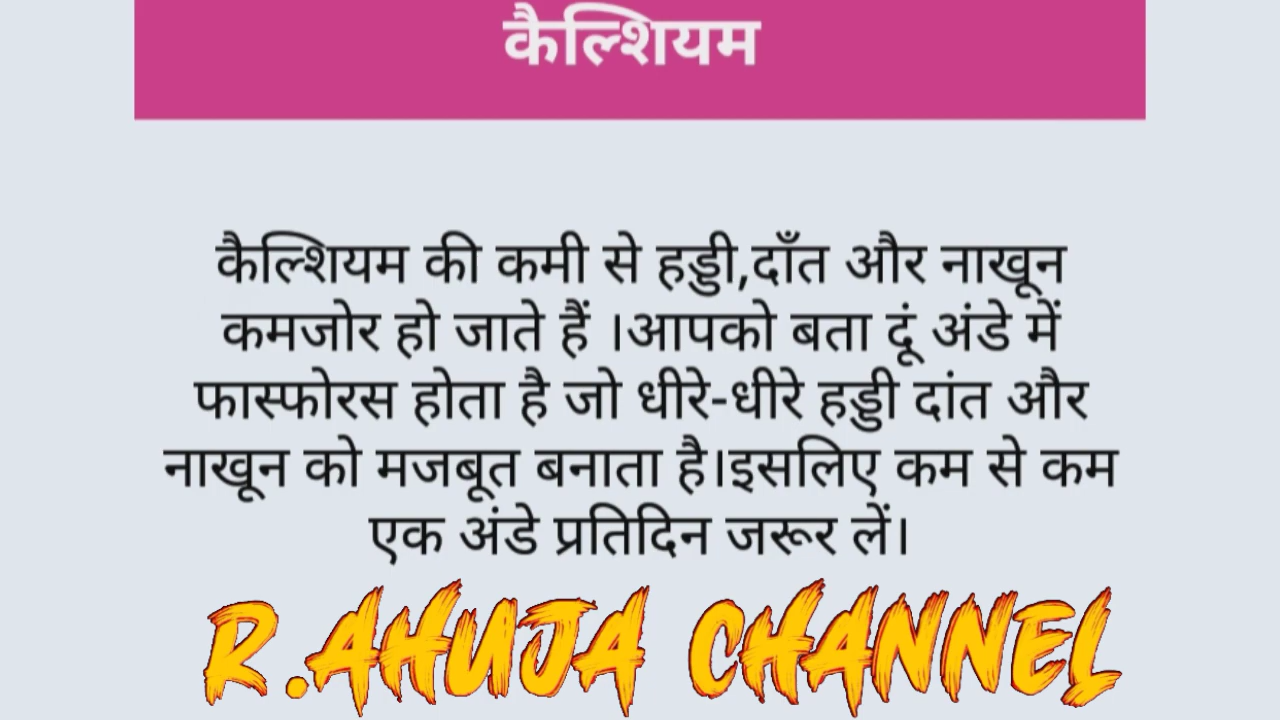 कैल्शियम
कैल्शियम की कमी से हड्डी,दाँत और नाखून
कमजोर हो जाते हैं ।आपको बता दूं अंडे में
फास्फोरस होता है जो धीरे-धीरे हड्डी दांत और
नाखून को मजबूत बनाता है।इसलिए कम से कम
एक अंडे प्रतिदिन जरूर लें।
R.AHUJA CHANNEL